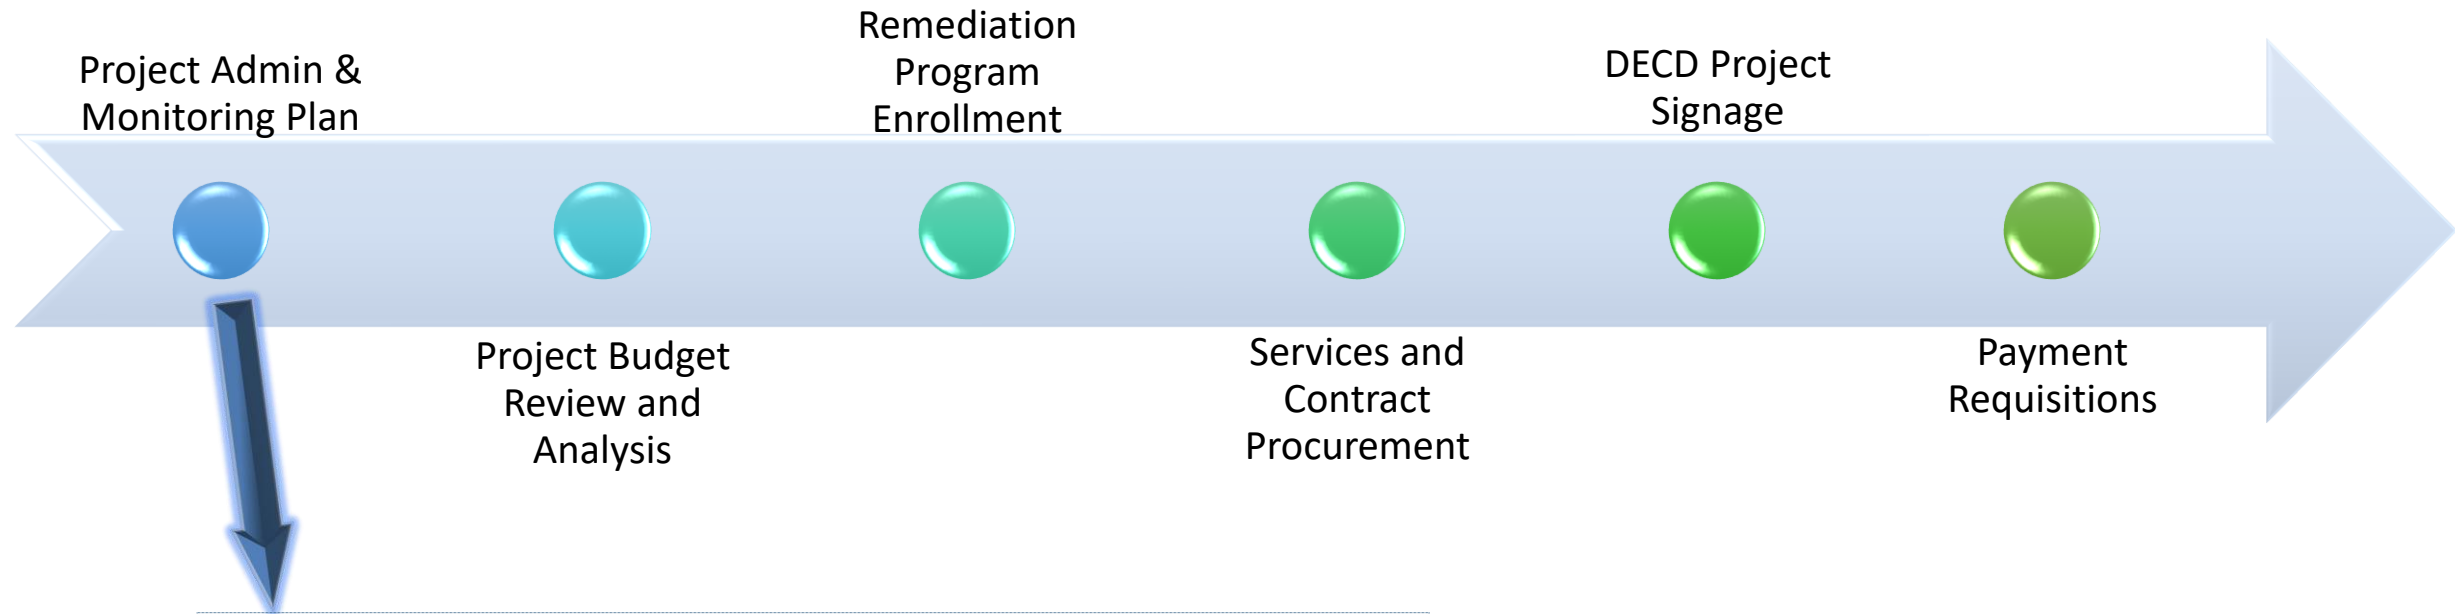 Project Admin &
Monitoring Plan
Project Budget
Review and
Analysis
Remediation
Program
Enrollment
Services and
Contract
Procurement
DECD Project
Signage
Payment
Requisitions